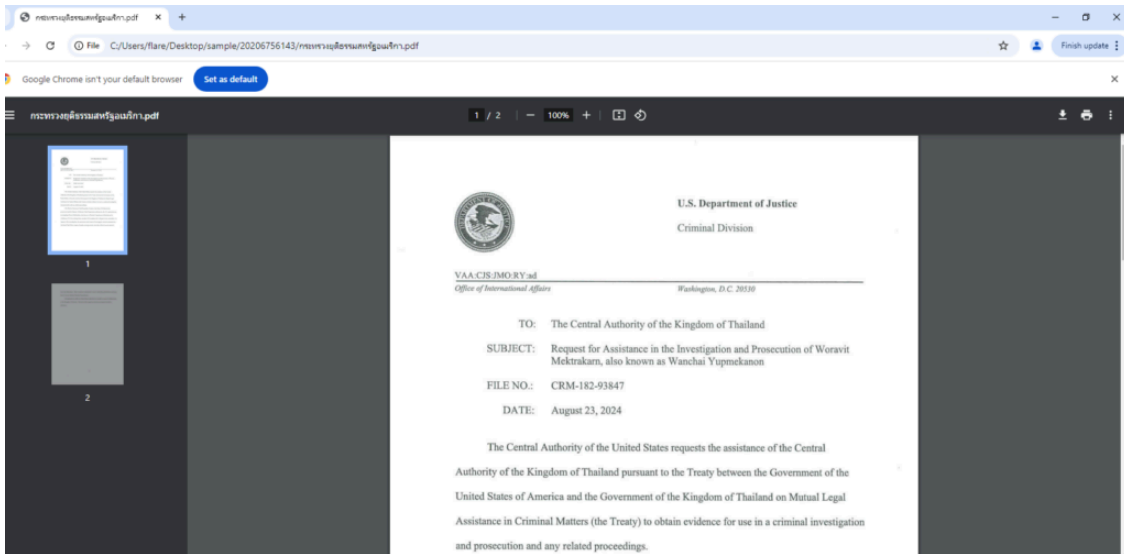 กระทรวงยุติธรรมสหรัฐอเมริกา.pdf
File C:/Users/flare/Desktop/sample/20206756143/กระทรวงยุติธรรมสหรัฐอเมริกา.pdf
Finish update
Google Chrome isn't your default browser Set as default
กระทรวงยุติธรรมสหรัฐอเมริกา.pdf 1 / 2 100%
1
2
U.S. Department of Justice
Criminal Division
VAA:CJS:JMO:RY:ad
Office of International Affairs Washington, D.C. 20530
TO: The Central Authority of the Kingdom of Thailand
SUBJECT: Request for Assistance in the Investigation and Prosecution of Woravit
Mektrakarn, also known as Wanchai Yupmekanon
FILE NO.: CRM-182-93847
DATE: August 23, 2024
The Central Authority of the United States requests the assistance of the Central
Authority of the Kingdom of Thailand pursuant to the Treaty between the Government of the
United States of America and the Government of the Kingdom of Thailand on Mutual Legal
Assistance in Criminal Matters (the Treaty) to obtain evidence for use in a criminal investigation
and prosecution and any related proceedings.